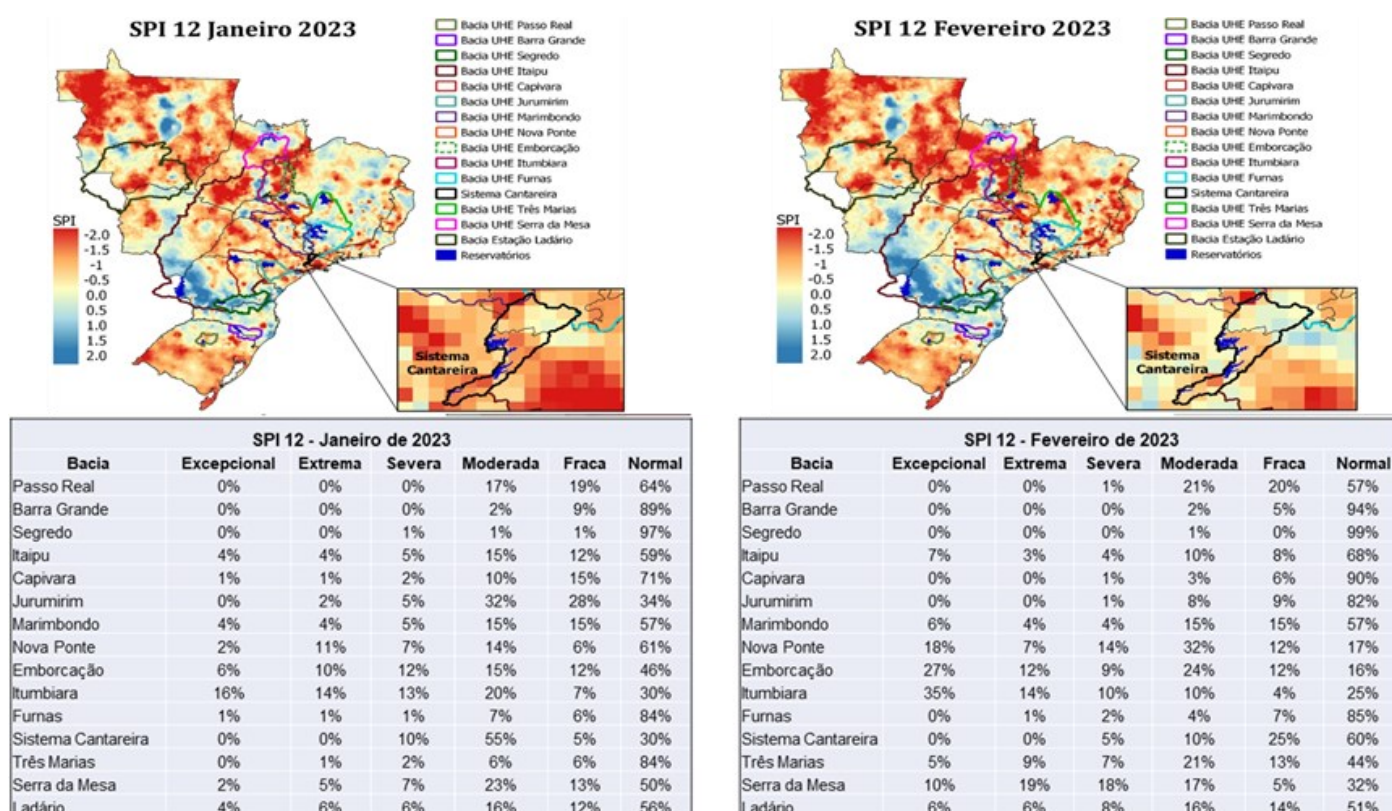 SPI 12 Janeiro 2023
Bacia UHE Passo Real
Bacia UHE Barra Grande
Bacia UHE Segredo
Bacia UHE Itaipu
Bacia UHE Capivara
Bacia UHE Jurumirim
Bacia UHE Marimbondo
Bacia UHE Nova Ponte
Bacia UHE Emborcação
Bacia UHE Itumbiara
Bacia UHE Furnas
Sistema Cantareira
Bacia UHE Três Marias
Bacia UHE Serra da Mesa
Bacia Estação Ladário
Reservatórios
SPI
-2.0
-1.5
-1
-0.5
0.0
0.5
1.0
1.5
2.0
Sistema
Cantareira
SPI 12 - Janeiro de 2023
Bacia Excepcional Extrema Severa Moderada Fraca Normal
Passo Real 0% 0% 0% 17% 19% 64%
Barra Grande 0% 0% 0% 2% 9% 89%
Segredo 0% 0% 1% 1% 1% 97%
Itaipu 4% 4% 5% 15% 12% 59%
Capivara 1% 1% 2% 10% 15% 71%
Jurumirim 0% 2% 5% 32% 28% 34%
Marimbondo 4% 4% 5% 15% 15% 57%
Nova Ponte 2% 11% 7% 14% 6% 61%
Emborcação 6% 10% 12% 15% 12% 46%
Itumbiara 16% 14% 13% 20% 7% 30%
Furnas 1% 1% 1% 7% 6% 84%
Sistema Cantareira 0% 0% 10% 55% 5% 30%
Três Marias 0% 1% 2% 6% 6% 84%
Serra da Mesa 2% 5% 7% 23% 13% 50%
Ladário 4% 6% 6% 16% 12% 56%
SPI 12 Fevereiro 2023
Bacia UHE Passo Real
Bacia UHE Barra Grande
Bacia UHE Segredo
Bacia UHE Itaipu
Bacia UHE Capivara
Bacia UHE Jurumirim
Bacia UHE Marimbondo
Bacia UHE Nova Ponte
Bacia UHE Emborcação
Bacia UHE Itumbiara
Bacia UHE Furnas
Sistema Cantareira
Bacia UHE Três Marias
Bacia UHE Serra da Mesa
Bacia Estação Ladário
Reservatórios
SPI
-2.0
-1.5
-1
-0.5
0.0
0.5
1.0
1.5
2.0
Sistema
Cantareira
SPI 12 - Fevereiro de 2023
Bacia Excepcional Extrema Severa Moderada Fraca Normal
Passo Real 0% 0% 1% 21% 20% 57%
Barra Grande 0% 0% 0% 2% 5% 94%
Segredo 0% 0% 0% 1% 0% 99%
Itaipu 7% 3% 4% 10% 8% 68%
Capivara 0% 0% 1% 3% 6% 90%
Jurumirim 0% 0% 1% 8% 9% 82%
Marimbondo 6% 4% 4% 15% 15% 57%
Nova Ponte 18% 7% 14% 32% 12% 17%
Emborcação 27% 12% 9% 24% 12% 16%
Itumbiara 35% 14% 10% 10% 4% 25%
Furnas 0% 1% 2% 4% 7% 85%
Sistema Cantareira 0% 0% 5% 10% 25% 60%
Três Marias 5% 9% 7% 21% 13% 44%
Serra da Mesa 10% 19% 18% 17% 5% 32%
Ladário 6% 6% 8% 16% 14% 51%